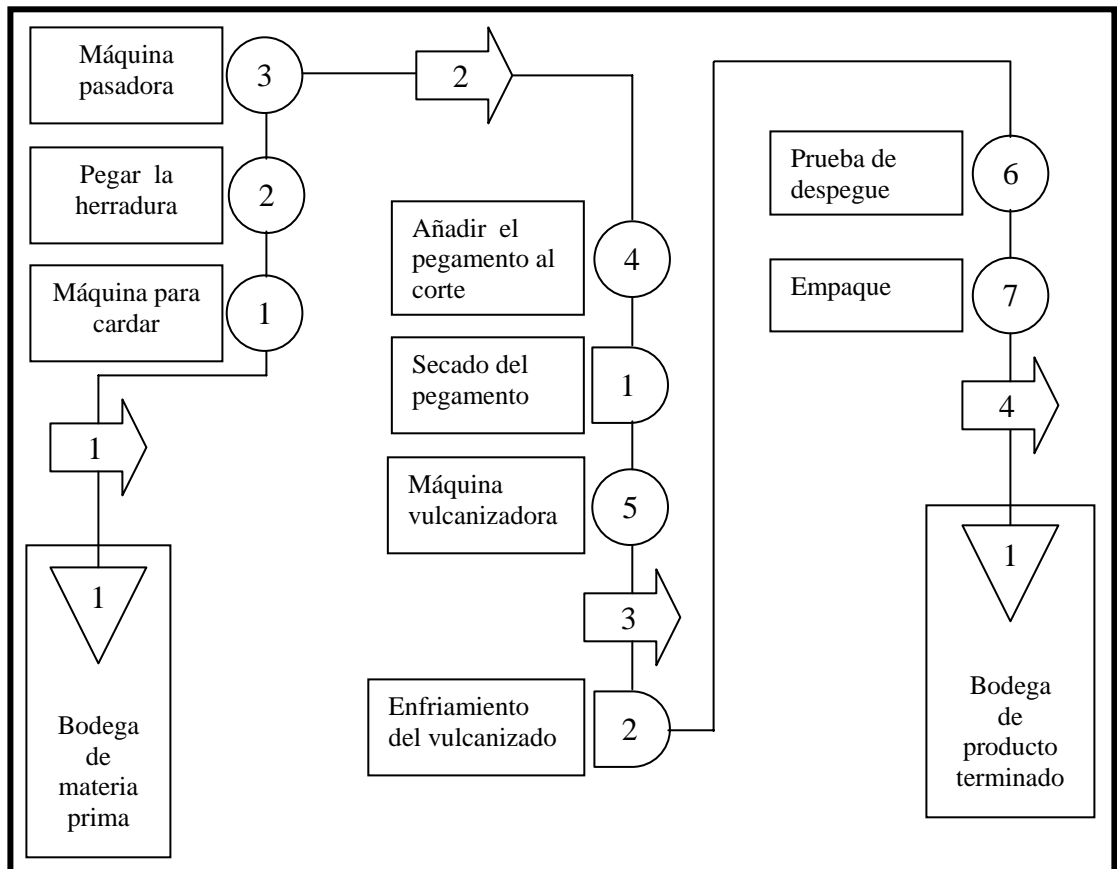 Máquina
pasadora
3
2
Pegar la
herradura
2
Máquina para
cardar
1
1
1
Bodega
de
materia
prima
Añadir el
pegamento al
corte
4
Secado del
pegamento
1
Máquina
vulcanizadora
5
3
Enfriamiento
del vulcanizado
2
Prueba de
despegue
6
Empaque
7
4
1
Bodega
de
producto
terminado